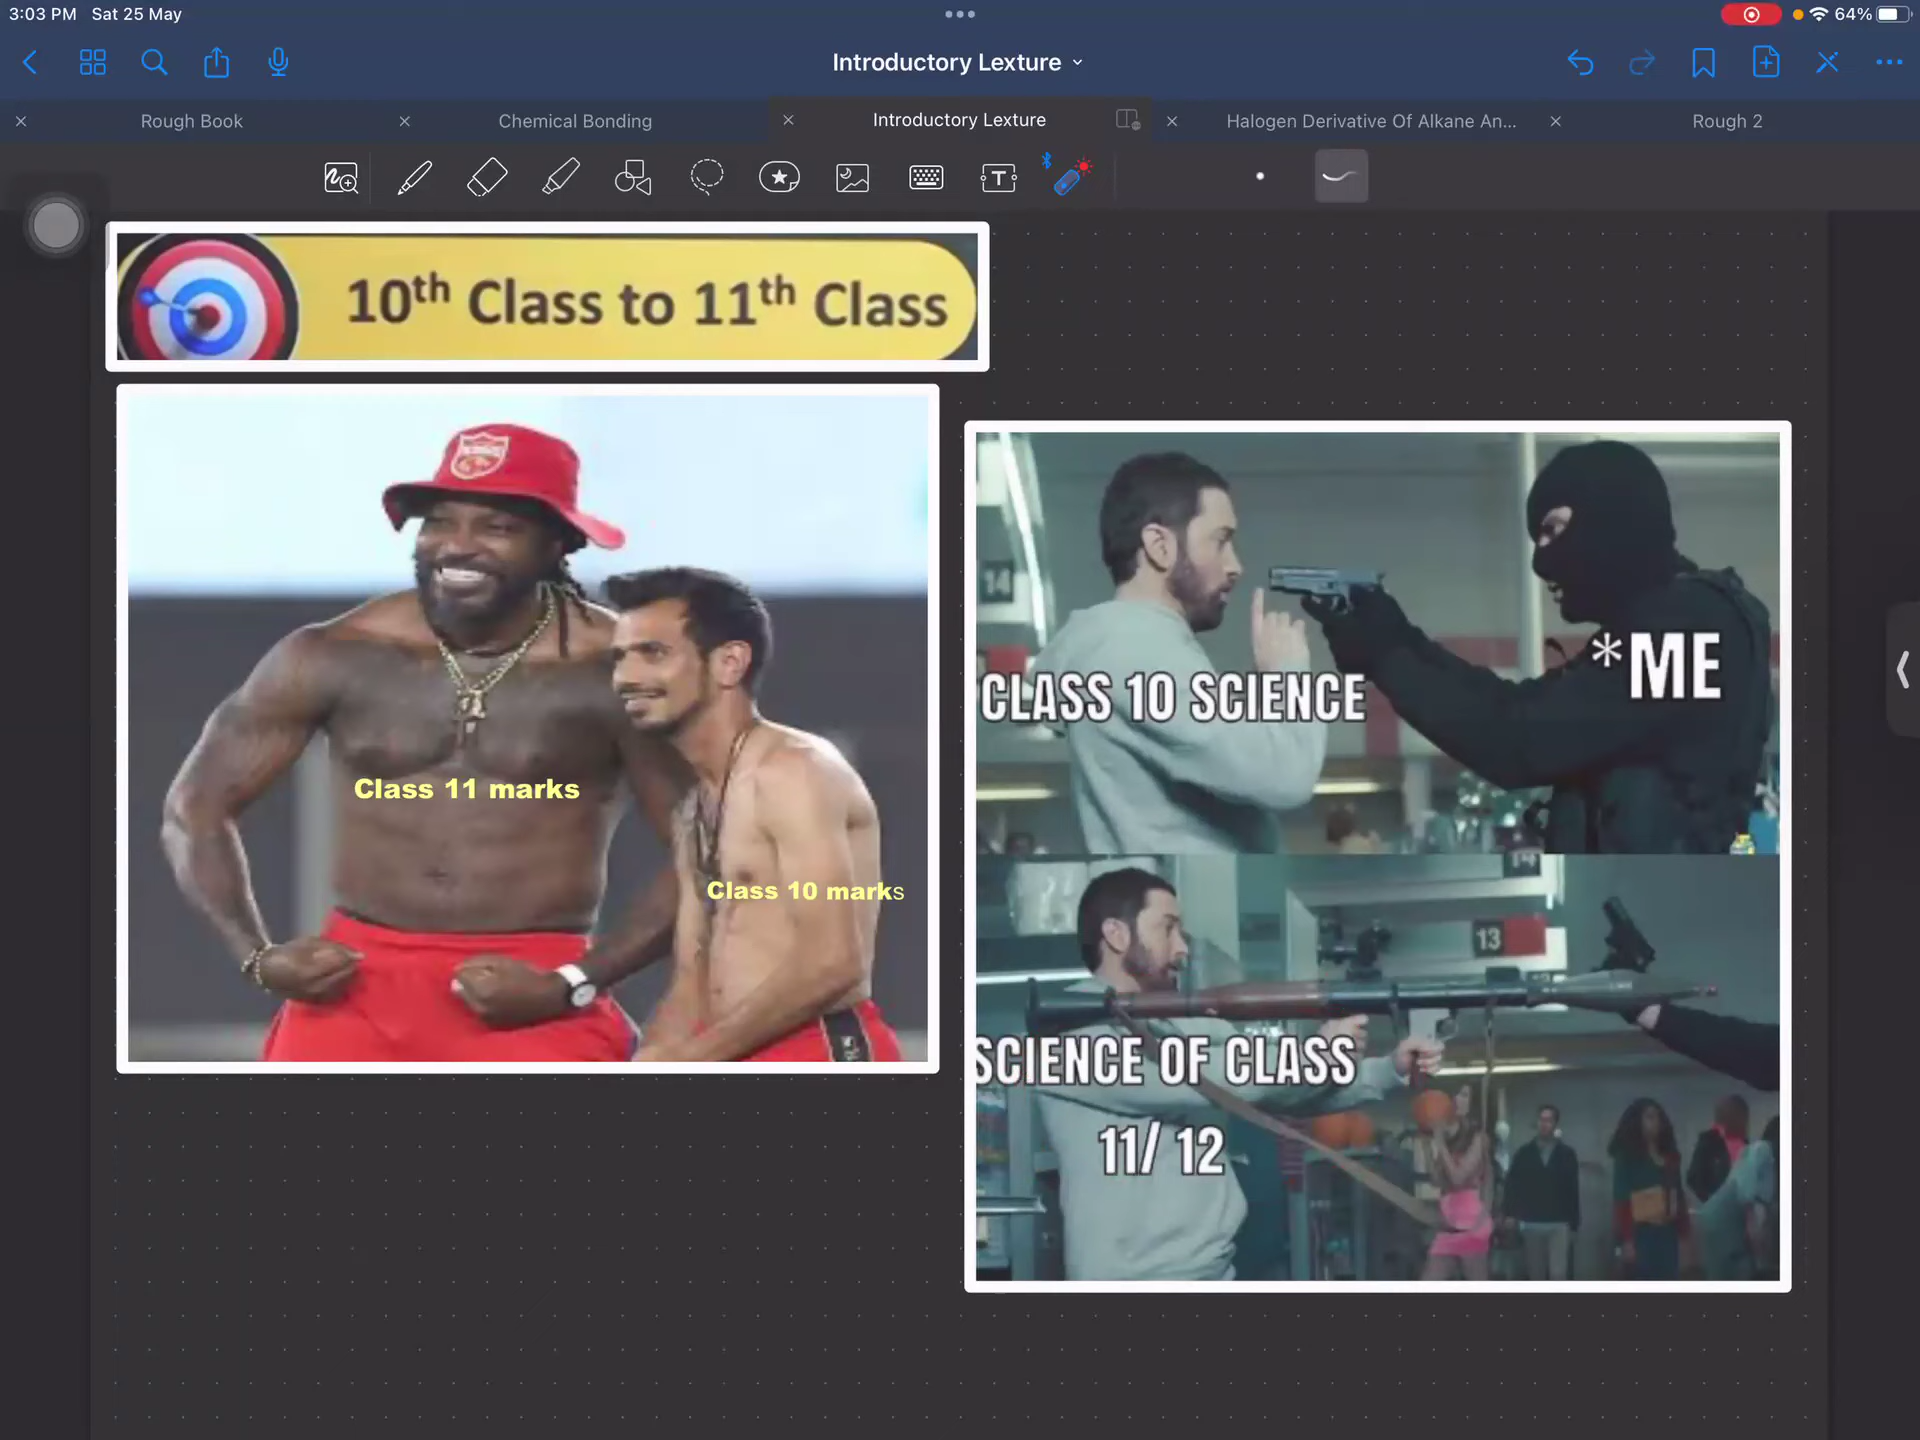 3:03 PM Sat 25 May
64%
Introductory Lexture
Rough Book
Chemical Bonding
Introductory Lexture
Halogen Derivative Of Alkane An...
Rough 2
10th Class to 11th Class
Class 11 marks
Class 10 marks
14
CLASS 10 SCIENCE
*ME
14
13
SCIENCE OF CLASS
11/ 12